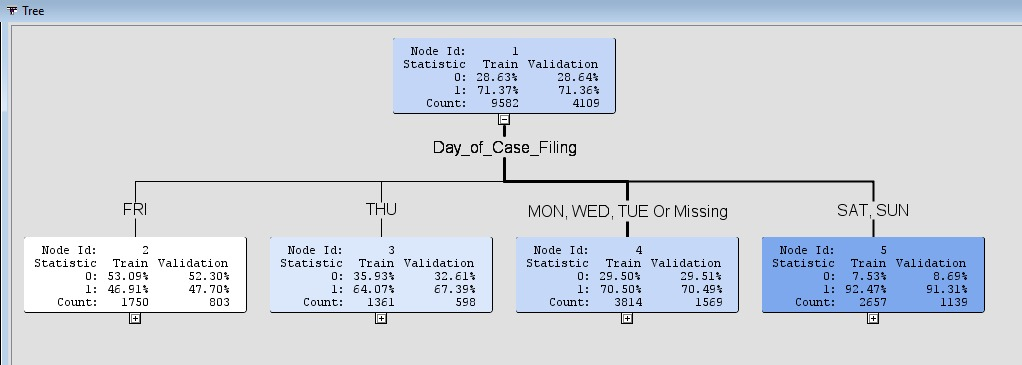 Tree
Node Id: 1
Statistic Train Validation
0: 28.63% 28.64%
1: 71.37% 71.36%
Count: 9582 4109
Day_of_Case_Filing
FRI
THU
MON, WED, TUE Or Missing
SAT, SUN
Node Id: 2
Statistic Train Validation
0: 53.09% 52.30%
1: 46.91% 47.70%
Count: 1750 803
Node Id: 3
Statistic Train Validation
0: 35.93% 32.61%
1: 64.07% 67.39%
Count: 1361 598
Node Id: 4
Statistic Train Validation
0: 29.50% 29.51%
1: 70.50% 70.49%
Count: 3814 1569
Node Id: 5
Statistic Train Validation
0: 7.53% 8.69%
1: 92.47% 91.31%
Count: 2657 1139